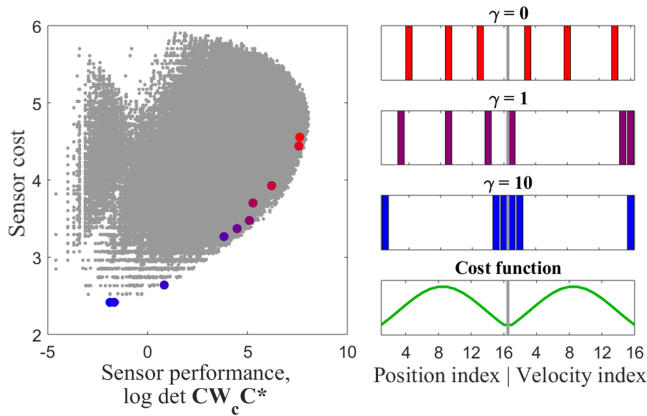 6
5
4
3
2
Sensor cost
-5 0 5 10
Sensor performance,
log det CW_cC*
γ = 0
γ = 1
γ = 10
Cost function
4 8 12 16 4 8 12 16
Position index | Velocity index